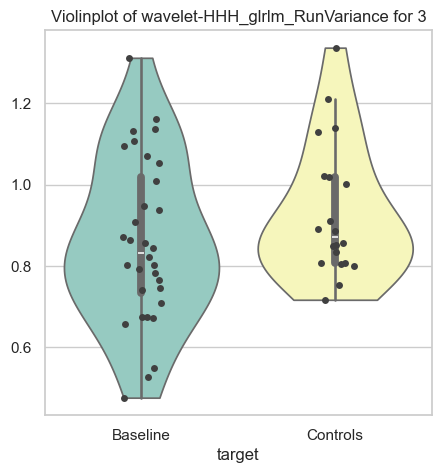 Violinplot of wavelet-HHH_glrlm_RunVariance for 3
1.2
1.0
0.8
0.6
Baseline Controls
target